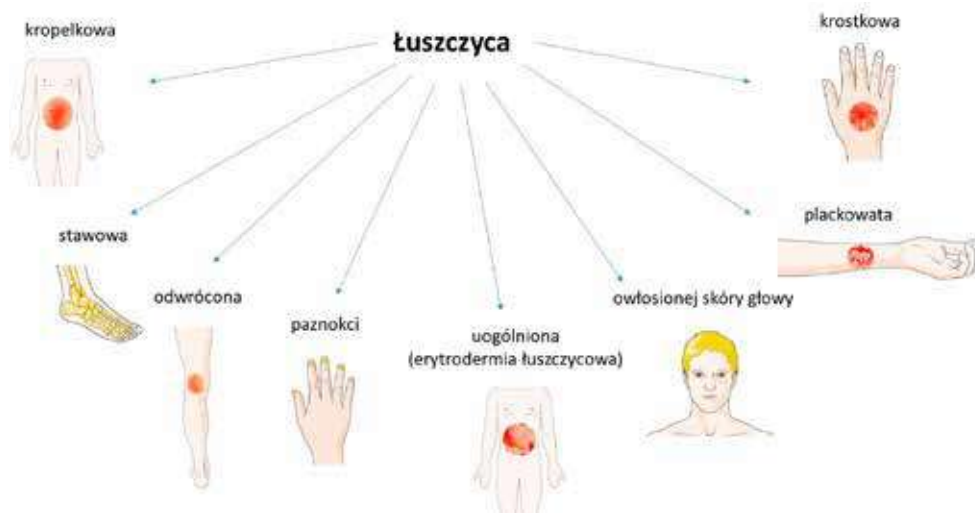 Łuszczyca
kropelkowa
stawowa
odwrócona
paznokci
uogólniona
(erytrodermia łuszczycowa)
owłosionej skóry głowy
plackowata
krostkowa